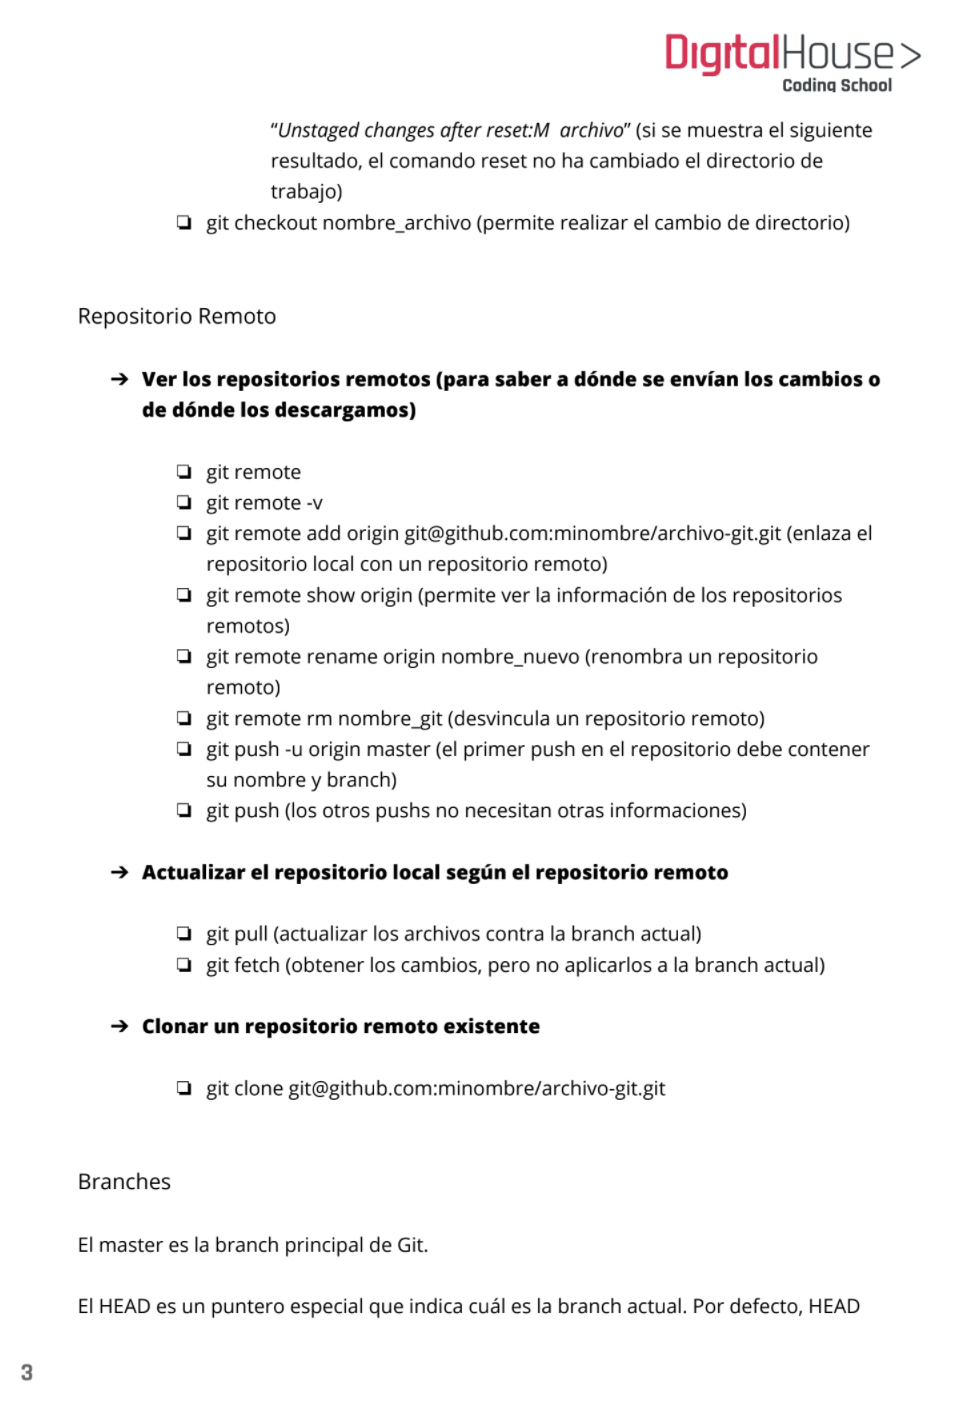 DigitalHouse>
Coding School
“Unstaged changes after reset:M archivo” (si se muestra el siguiente
resultado, el comando reset no ha cambiado el directorio de
trabajo)
❏ git checkout nombre_archivo (permite realizar el cambio de directorio)
Repositorio Remoto
➔ Ver los repositorios remotos (para saber a dónde se envían los cambios o
de dónde los descargamos)
❏ git remote
❏ git remote -v
❏ git remote add origin git@github.com:minombre/archivo-git.git (enlaza el
repositorio local con un repositorio remoto)
❏ git remote show origin (permite ver la información de los repositorios
remotos)
❏ git remote rename origin nombre_nuevo (renombra un repositorio
remoto)
❏ git remote rm nombre_git (desvincula un repositorio remoto)
❏ git push -u origin master (el primer push en el repositorio debe contener
su nombre y branch)
❏ git push (los otros pushs no necesitan otras informaciones)
➔ Actualizar el repositorio local según el repositorio remoto
❏ git pull (actualizar los archivos contra la branch actual)
❏ git fetch (obtener los cambios, pero no aplicarlos a la branch actual)
➔ Clonar un repositorio remoto existente
❏ git clone git@github.com:minombre/archivo-git.git
Branches
El master es la branch principal de Git.
El HEAD es un puntero especial que indica cuál es la branch actual. Por defecto, HEAD
3